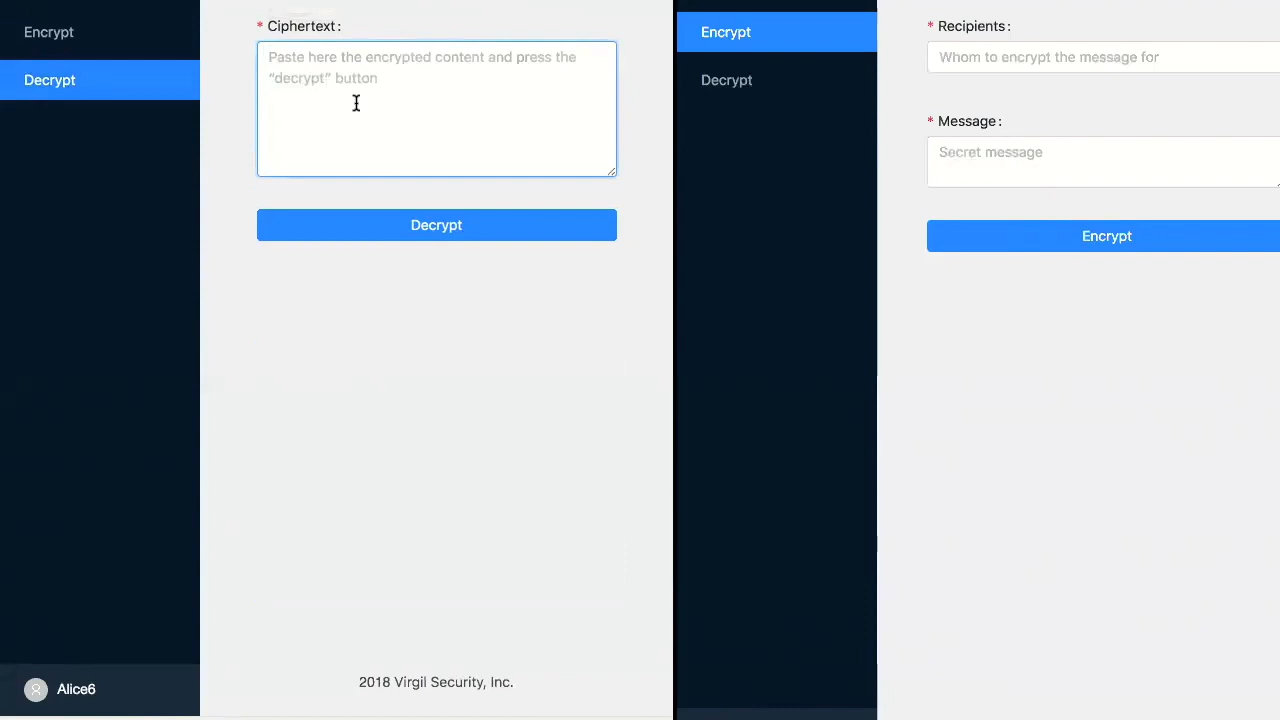 Encrypt
Decrypt
Alice6
* Ciphertext :
Paste here the encrypted content and press the
“decrypt” button
Decrypt
2018 Virgil Security, Inc.
Encrypt
Decrypt
* Recipients :
Whom to encrypt the message for
* Message :
Secret message
Encrypt